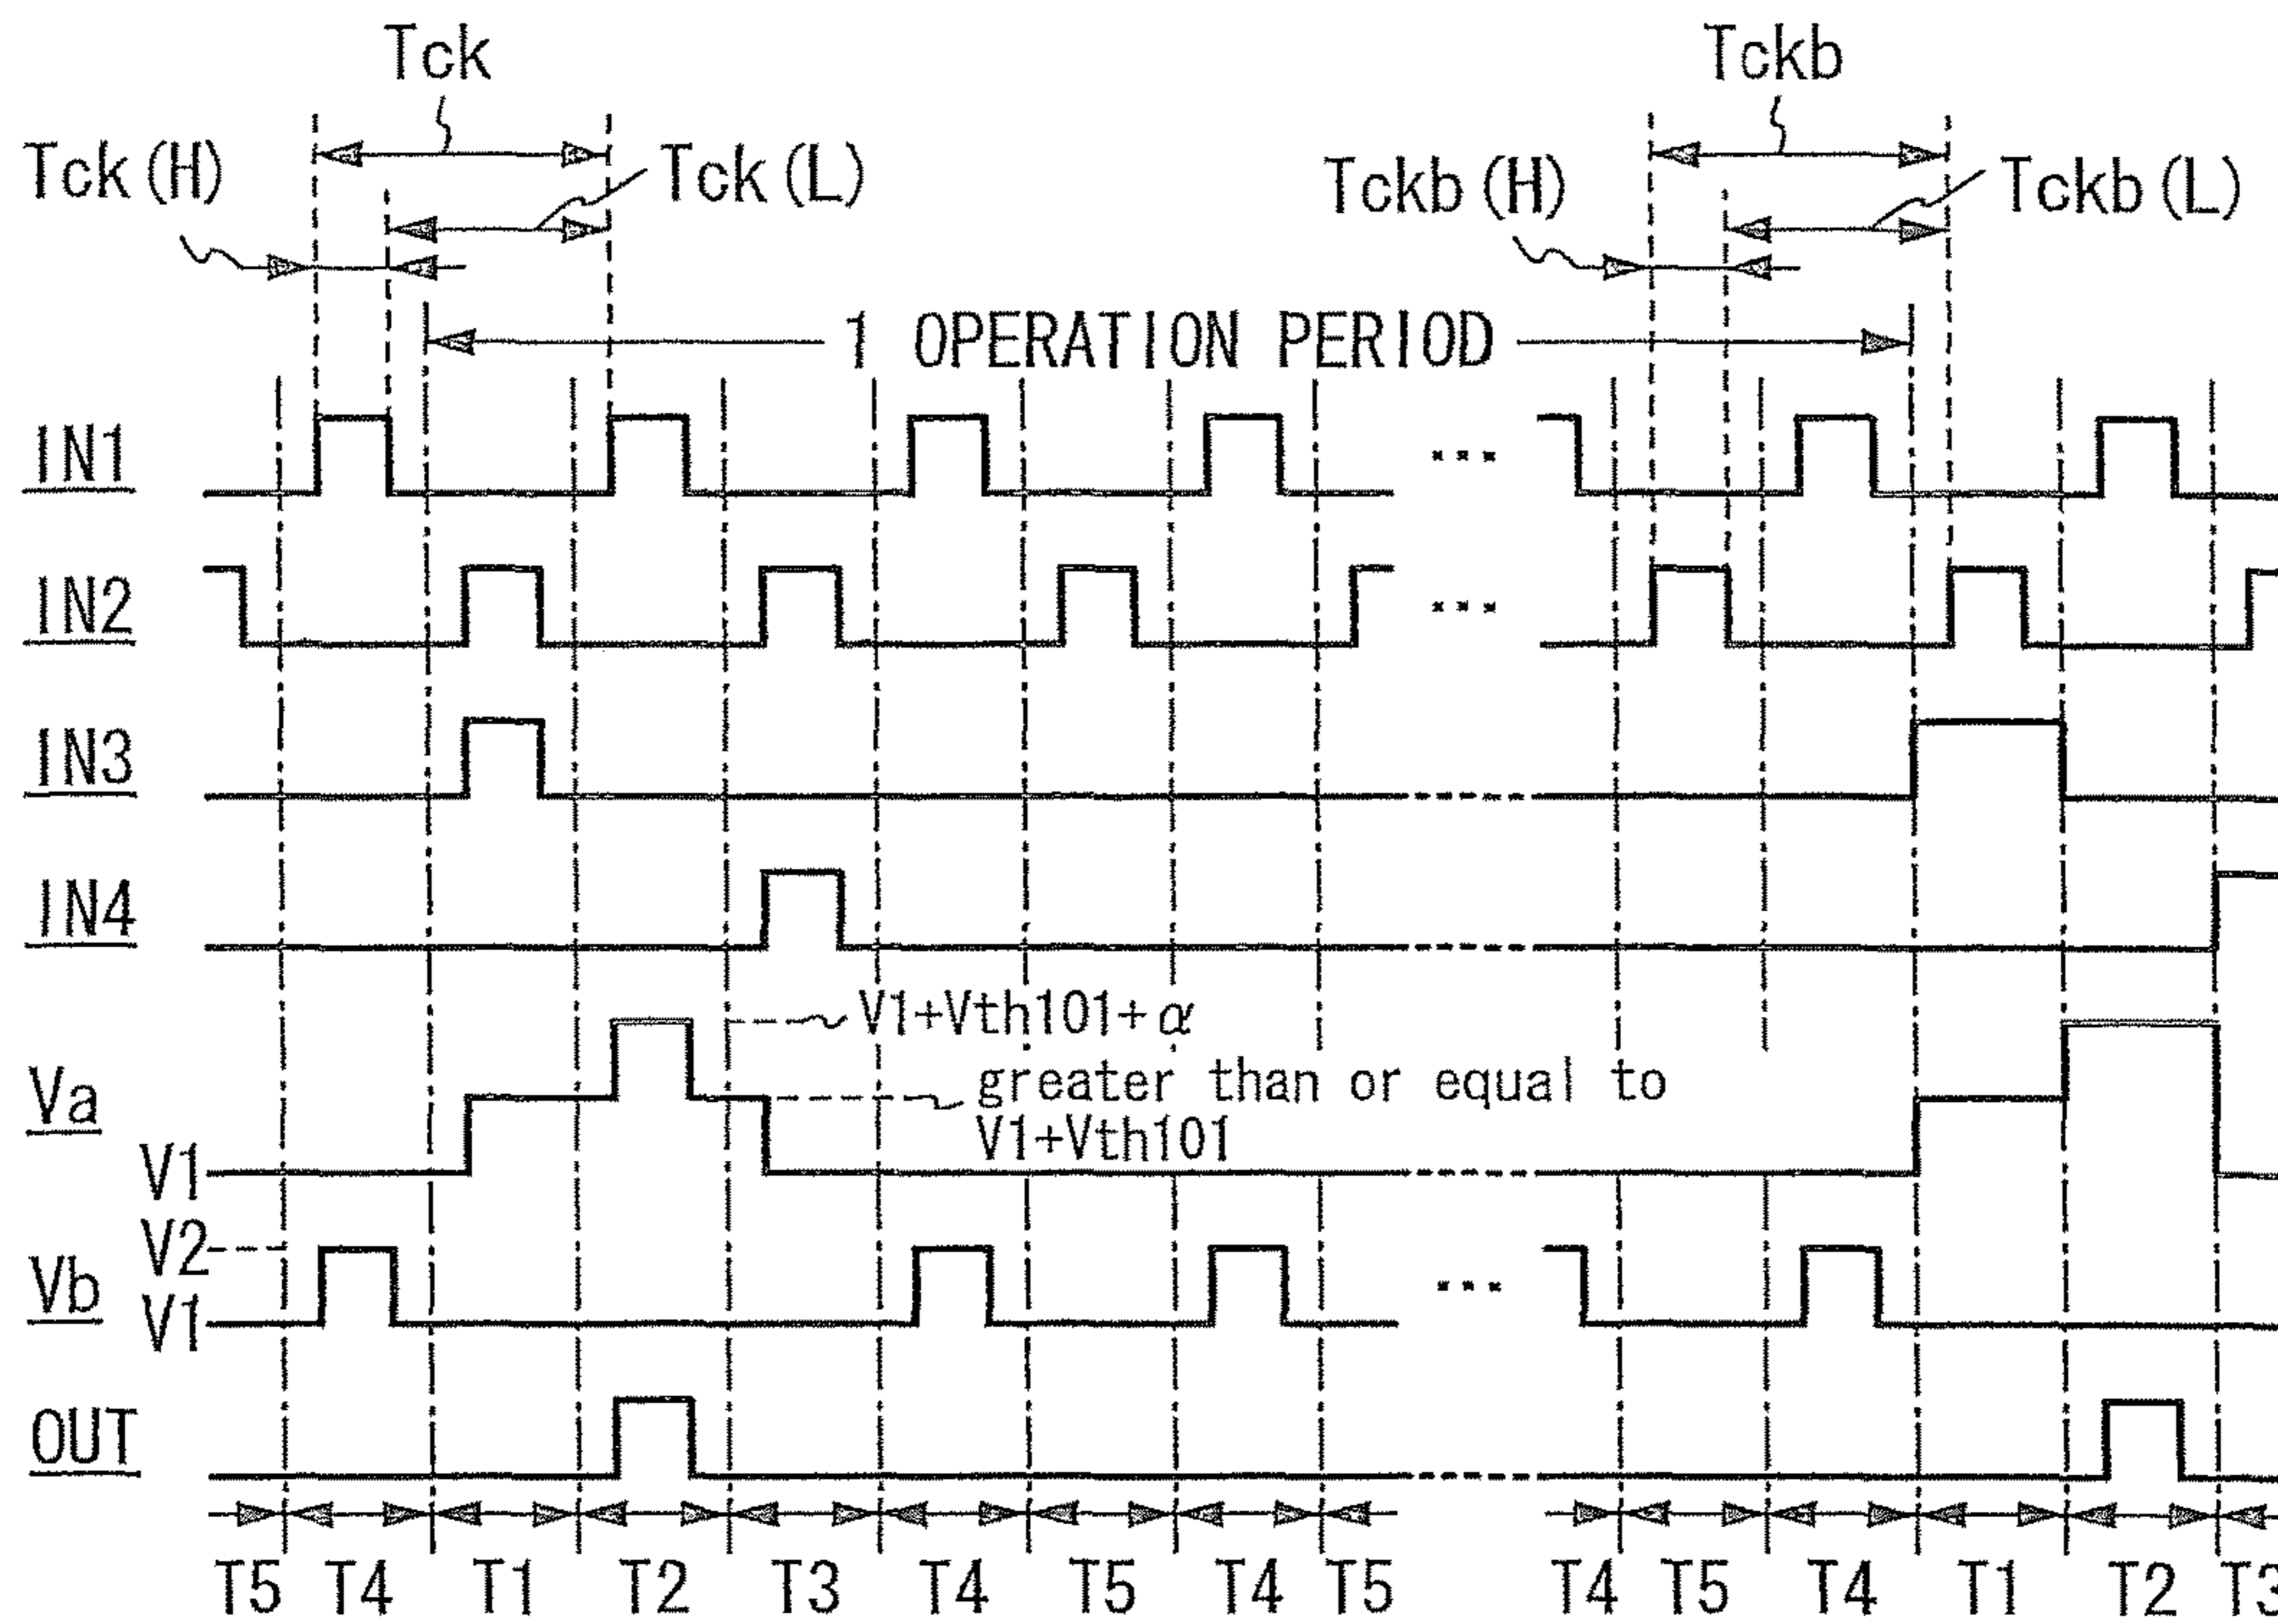 Tck
Tckb
Tck(H)
Tck(L)
Tckb(H)
Tckb(L)
1 OPERATION PERIOD
IN1
...
IN2
...
IN3
IN4
V1+Vth101+α
Va
greater than or equal to
V1+Vth101
V1
V2
Vb
V1
...
OUT
T5 T4 T1 T2 T3 T4 T5 T4 T5 T4 T5 T4 T1 T2 T3